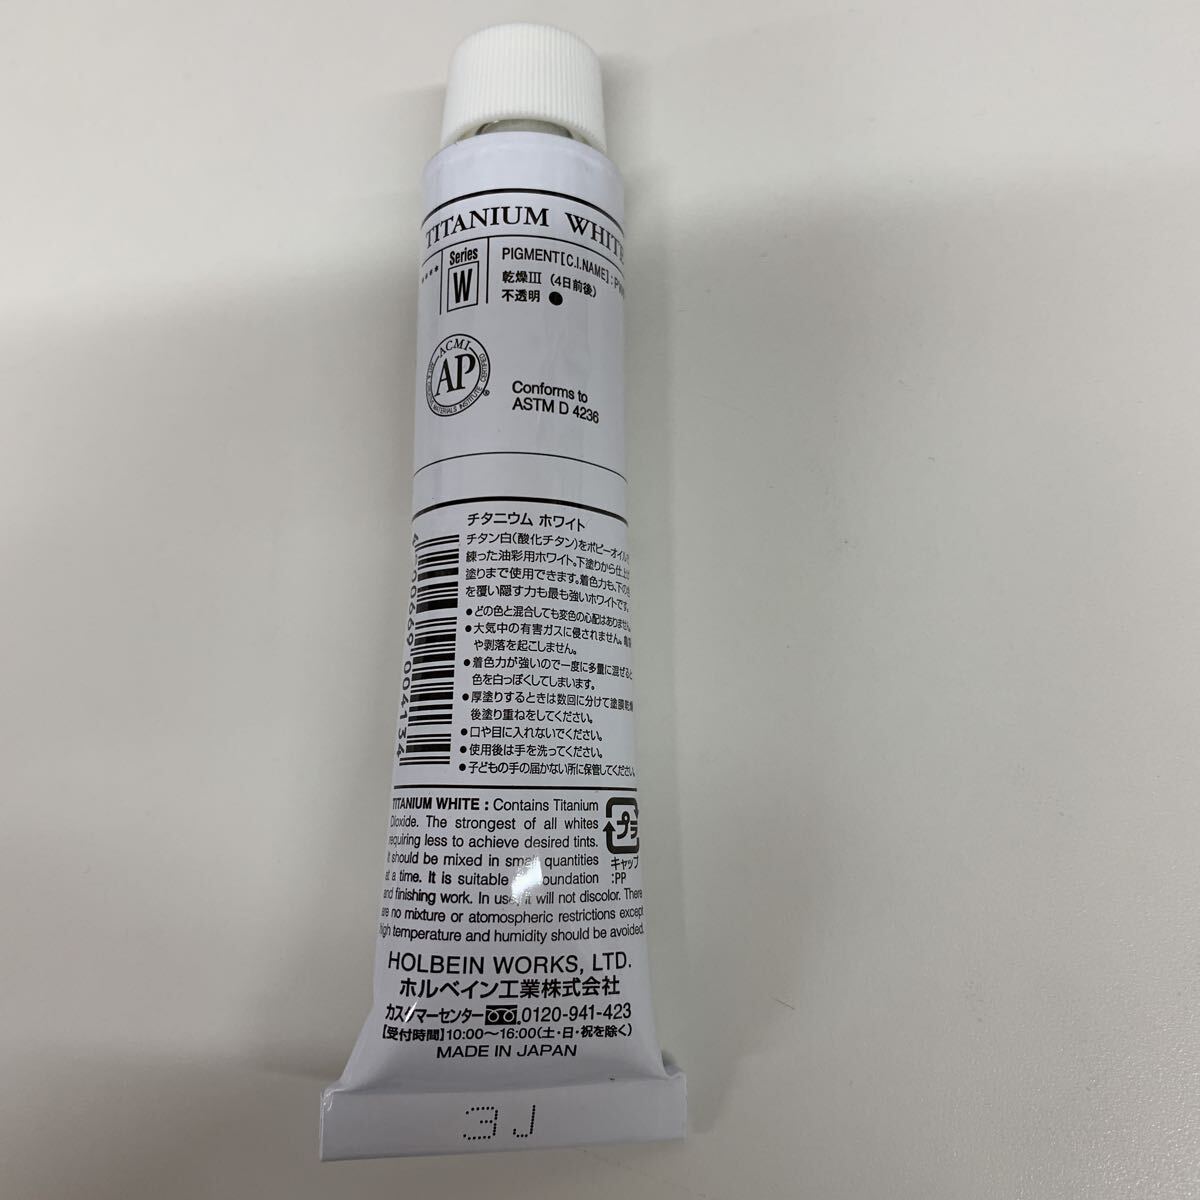 TITANIUM WHITE
****
Series
W
PIGMENT[C.I.NAME]:
乾燥III (4日前後)
不透明 ●
ACMI
AP
CERTIFIED
®
Conforms to
ASTM D 4236
チタニウム ホワイト
チタン白(酸化チタン)をポピーオイル
練った油彩用ホワイト。下塗りから仕上
塗りまで使用できます。着色力も、下の
を覆い隠す力も最も強いホワイトです。
●どの色と混合しても変色の心配はありません。
●大気中の有害ガスに侵されません。
や剥落を起こしません。
●着色力が強いので一度に多量に混ぜると
色を白っぽくしてしまいます。
●厚塗りするときは数回に分けて塗膜乾燥
後塗り重ねをしてください。
●口や目に入れないでください。
●使用後は手を洗ってください。
●子どもの手の届かない所に保管してください。
004134
TITANIUM WHITE : Contains Titanium
Dioxide. The strongest of all whites
requiring less to achieve desired tints.
It should be mixed in small quantities
at a time. It is suitable foundation
and finishing work. In use, it will not discolor. There
are no mixture or atomospheric restrictions except
high temperature and humidity should be avoided.
プラ
キャップ
:PP
HOLBEIN WORKS, LTD.
ホルベイン工業株式会社
カスタマーセンター 0120-941-423
【受付時間】10:00〜16:00(土・日・祝を除く)
MADE IN JAPAN
3J